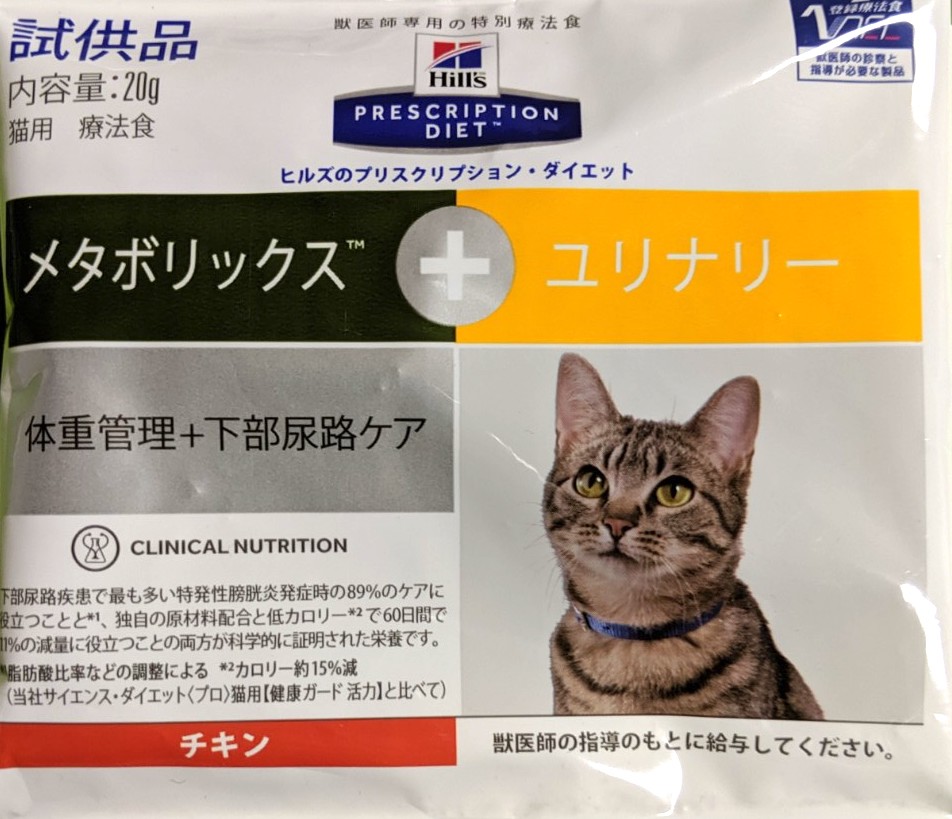 試供品
内容量:20g
猫用 療法食
獣医師専用の特別療法食
Hill's
PRESCRIPTION
DIET™
ヒルズのプリスクリプション・ダイエット
登録療法食
獣医師の診察と
指導が必要な製品
メタボリックス™
+
ユリナリー
体重管理+下部尿路ケア
CLINICAL NUTRITION
下部尿路疾患で最も多い特発性膀胱炎発症時の89%のケアに
役立つことと*1、独自の原材料配合と低カロリー*2で60日間で
11%の減量に役立つことの両方が科学的に証明された栄養です。
*1脂肪酸比率などの調整による *2カロリー約15%減
(当社サイエンス・ダイエット〈プロ〉猫用【健康ガード 活力】と比べて)
チキン
獣医師の指導のもとに給与してください。